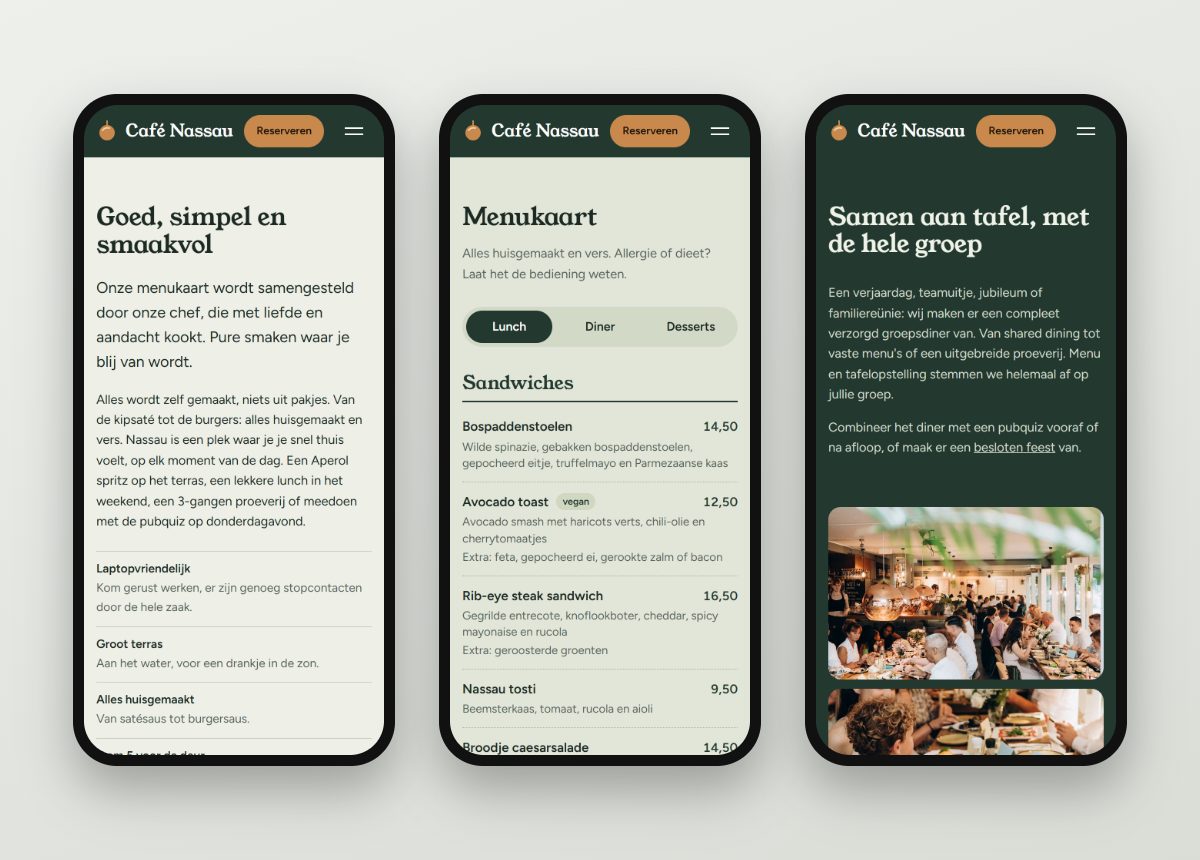 Café Nassau
Reserveren
Goed, simpel en
smaakvol
Onze menukaart wordt samengesteld
door onze chef, die met liefde en
aandacht kookt. Pure smaken waar je
blij van wordt.
Alles wordt zelf gemaakt, niets uit pakjes. Van
de kipsaté tot de burgers: alles huisgemaakt en
vers. Nassau is een plek waar je je snel thuis
voelt, op elk moment van de dag. Een Aperol
spritz op het terras, een lekkere lunch in het
weekend, een 3-gangen proeverij of meedoen
met de pubquiz op donderdagavond.
Laptopvriendelijk
Kom gerust werken, er zijn genoeg stopcontacten
door de hele zaak.
Groot terras
Aan het water, voor een drankje in de zon.
Alles huisgemaakt
Van satésaus tot burgersaus.
5 voor de deur
Café Nassau
Reserveren
Menukaart
Alles huisgemaakt en vers. Allergie of dieet?
Laat het de bediening weten.
Lunch Diner Desserts
Sandwiches
Bospaddenstoelen 14,50
Wilde spinazie, gebakken bospaddenstoelen,
gepocheerd eitje, truffelmayo en Parmezaanse kaas
Avocado toast vegan 12,50
Avocado smash met haricots verts, chili-olie en
cherrytomaatjes
Extra: feta, gepocheerd ei, gerookte zalm of bacon
Rib-eye steak sandwich 16,50
Gegrilde entrecote, knoflookboter, cheddar, spicy
mayonaise en rucola
Extra: geroosterde groenten
Nassau tosti 9,50
Beemsterkaas, tomaat, rucola en aioli
Broodje caesarsalade 14,50
Café Nassau
Reserveren
Samen aan tafel, met
de hele groep
Een verjaardag, teamuitje, jubileum of
familiereünie: wij maken er een compleet
verzorgd groepsdiner van. Van shared dining tot
vaste menu's of een uitgebreide proeverij. Menu
en tafelopstelling stemmen we helemaal af op
jullie groep.
Combineer het diner met een pubquiz vooraf of
na afloop, of maak er een besloten feest van.